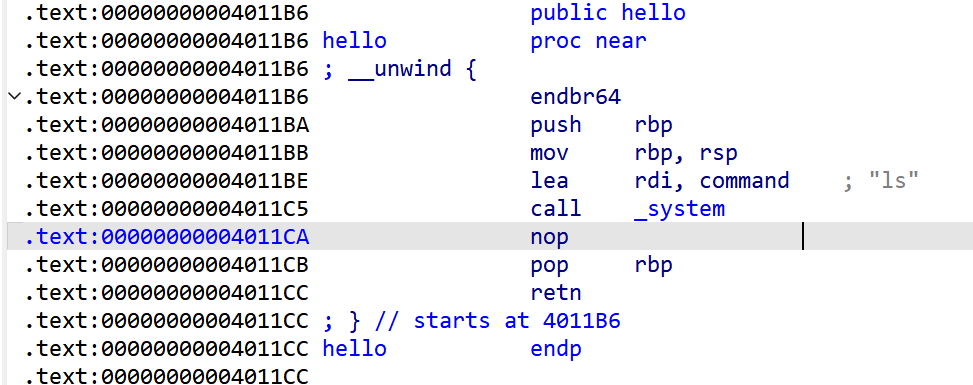 .text:00000000004011B6 public hello
.text:00000000004011B6 hello proc near
.text:00000000004011B6 ; __unwind {
.text:00000000004011B6 endbr64
.text:00000000004011BA push rbp
.text:00000000004011BB mov rbp, rsp
.text:00000000004011BE lea rdi, command ; "ls"
.text:00000000004011C5 call _system
.text:00000000004011CA nop
.text:00000000004011CB pop rbp
.text:00000000004011CC retn
.text:00000000004011CC ; } // starts at 4011B6
.text:00000000004011CC hello endp
.text:00000000004011CC